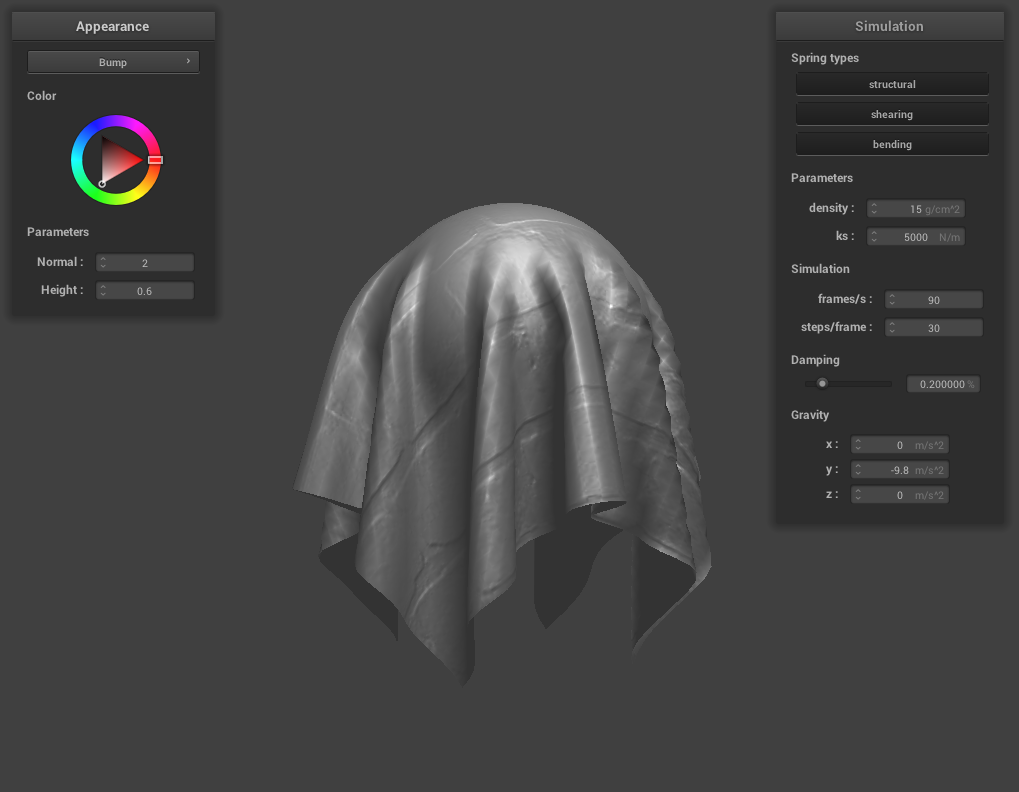 Appearance
Bump
Color
Parameters
Normal : 2
Height : 0.6
Simulation
Spring types
structural
shearing
bending
Parameters
density : 15 g/cm^2
ks : 5000 N/m
Simulation
frames/s : 90
steps/frame : 30
Damping
0.200000 %
Gravity
x : 0 m/s^2
y : -9.8 m/s^2
z : 0 m/s^2